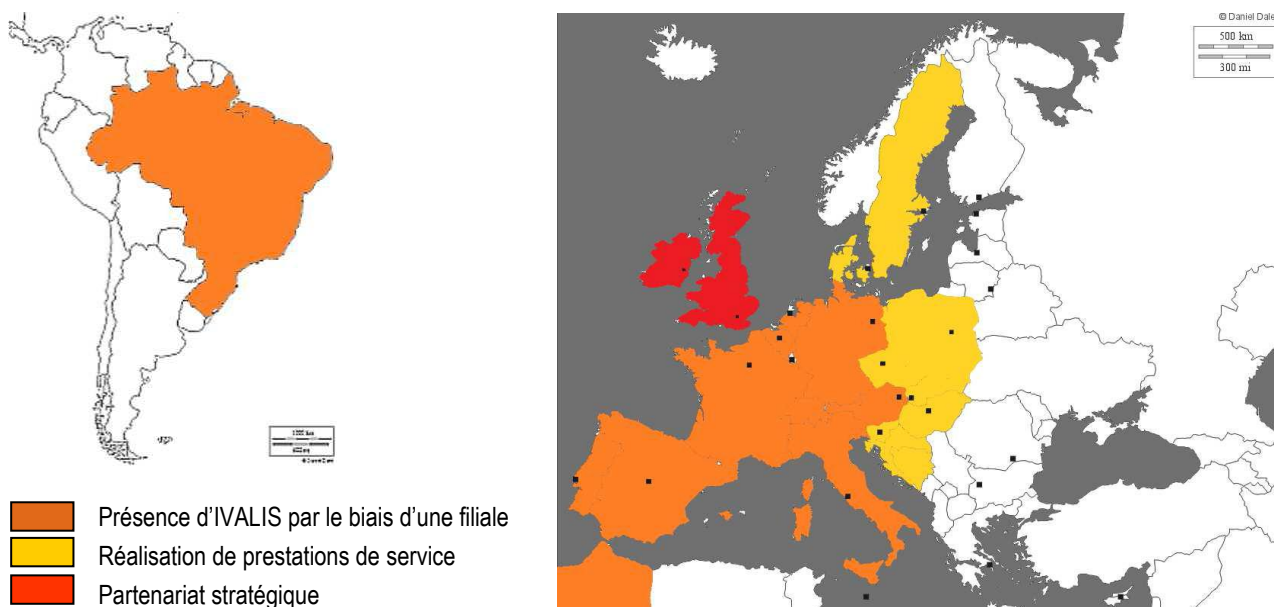 © Daniel Dale
500 km
300 mi
Présence d'IVALIS par le biais d'une filiale
Réalisation de prestations de service
Partenariat stratégique